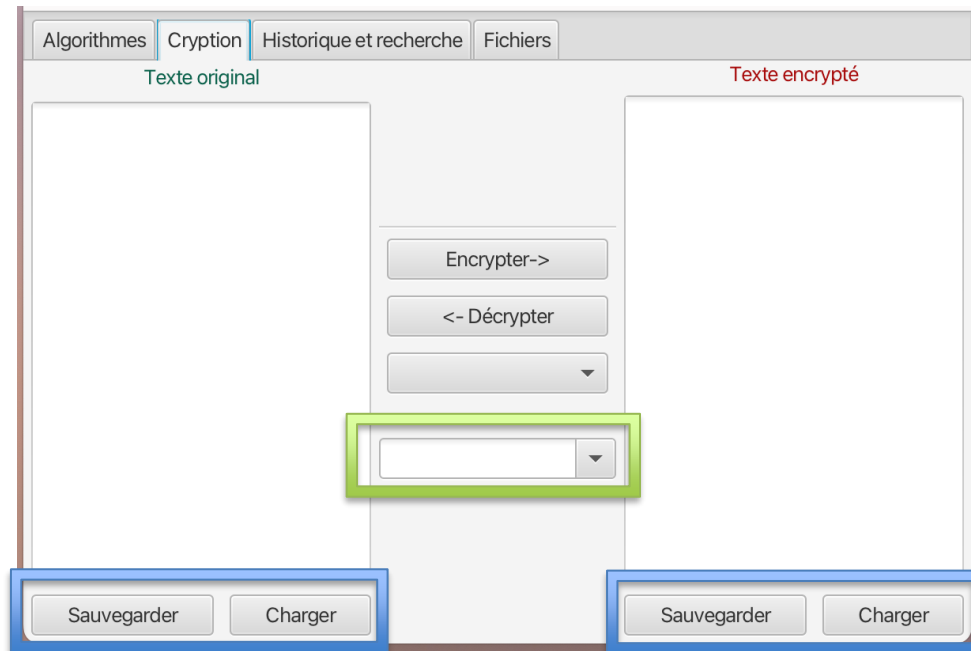 Algorithmes Cryption Historique et recherche Fichiers
Texte original
Texte encrypté
Encrypter->
<- Décrypter
Sauvegarder Charger
Sauvegarder Charger